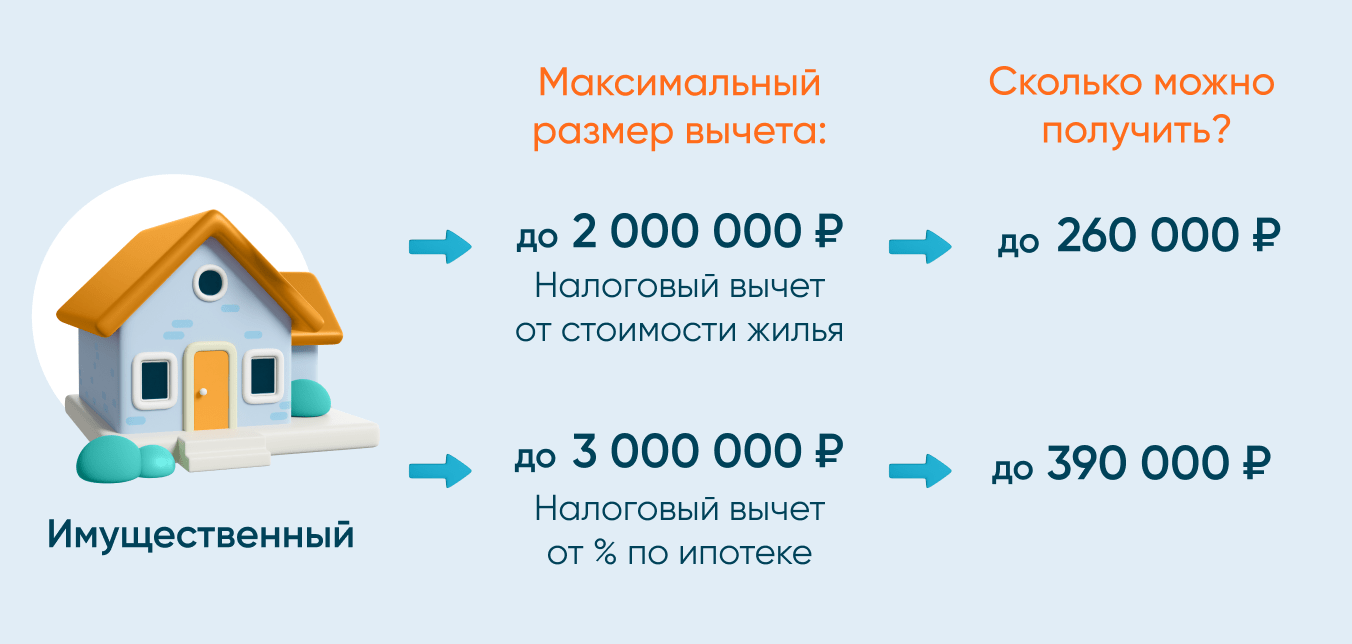 Максимальный
размер вычета:
Сколько можно
получить?
до 2 000 000 ₽
до 260 000 ₽
Налоговый вычет
от стоимости жилья
до 3 000 000 ₽
до 390 000 ₽
Налоговый вычет
от % по ипотеке
Имущественный